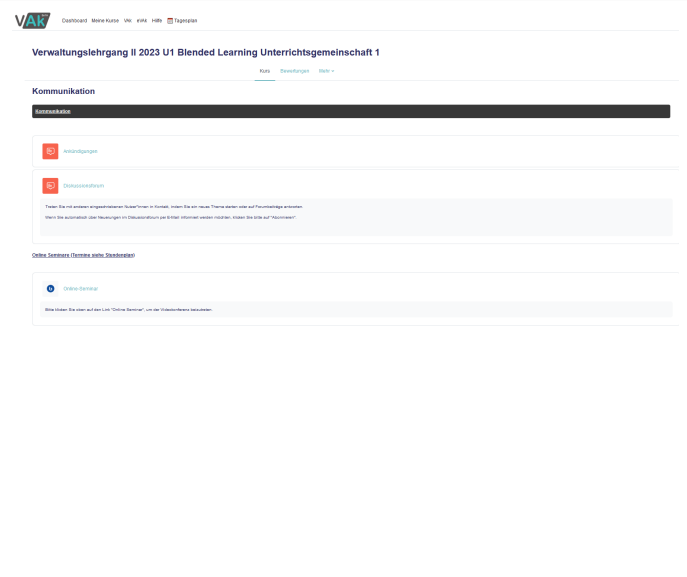 VAk
Dashboard Meine Kurse VAk eVAk Hilfe Tagesplan
Verwaltungslehrgang II 2023 U1 Blended Learning Unterrichtsgemeinschaft 1
Kurs Bewertungen Mehr
Kommunikation
Kommunikation
Ankündigungen
Diskussionsforum
Treten Sie mit anderen eingeschriebenen Nutzer*innen in Kontakt, indem Sie ein neues Thema starten oder auf Forumbeiträge antworten.
Wenn Sie automatisch über Neuerungen im Diskussionsforum per E-Mail informiert werden möchten, klicken Sie bitte auf "Abonnieren".
Online Seminare (Termine siehe Stundenplan)
Online-Seminar
Bitte klicken Sie oben auf den Link "Online Seminar", um der Videokonferenz beizutreten.